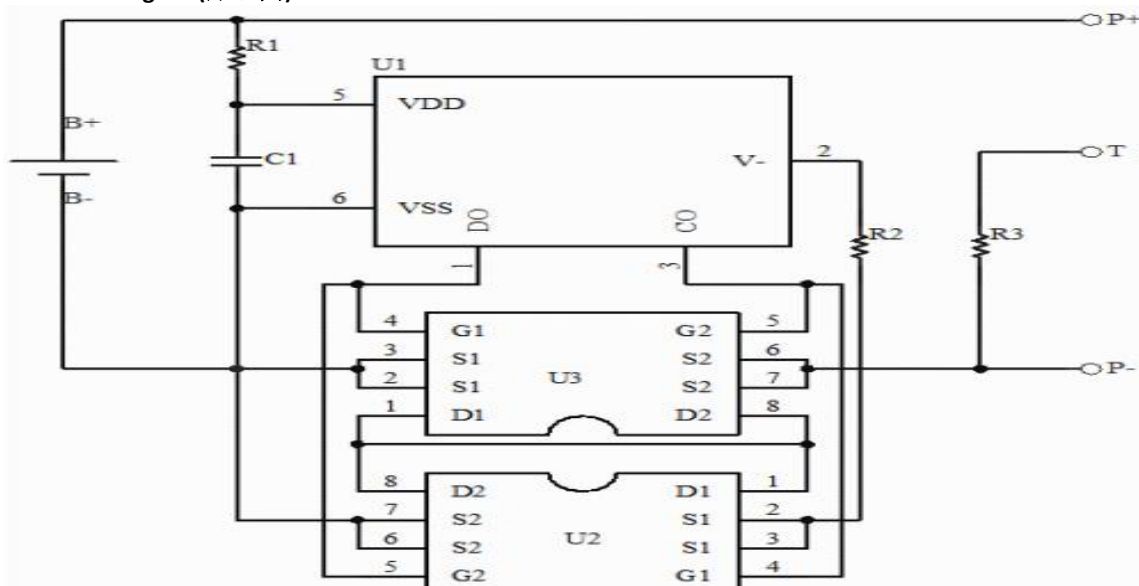 P+
R1
U1
5 VDD
B+
T
C1
V- 2
B-
6 VSS
DO CO
R2 R3
1 3
4 G1 G2 5
3 S1 S2 6
P-
U3
2 S1 S2 7
1 D1 D2 8
8 D2 D1 1
7 S2 S1 2
U2
6 S2 S1 3
5 G2 G1 4